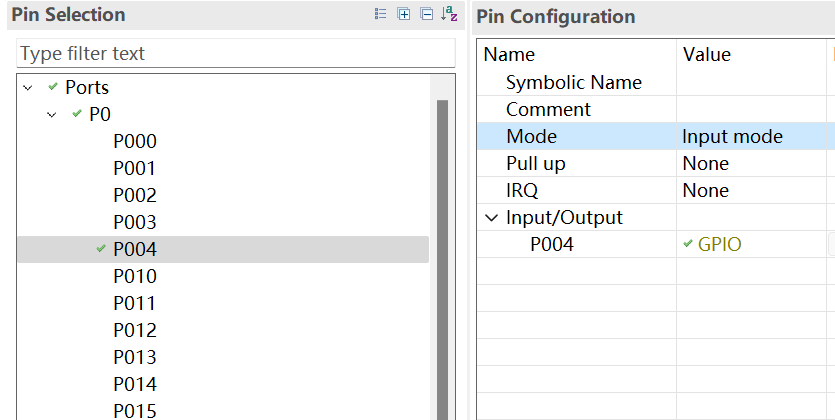 Pin Selection
Type filter text
Ports
P0
P000
P001
P002
P003
P004
P010
P011
P012
P013
P014
P015
Pin Configuration
Name Value
Symbolic Name
Comment
Mode Input mode
Pull up None
IRQ None
Input/Output
P004 GPIO